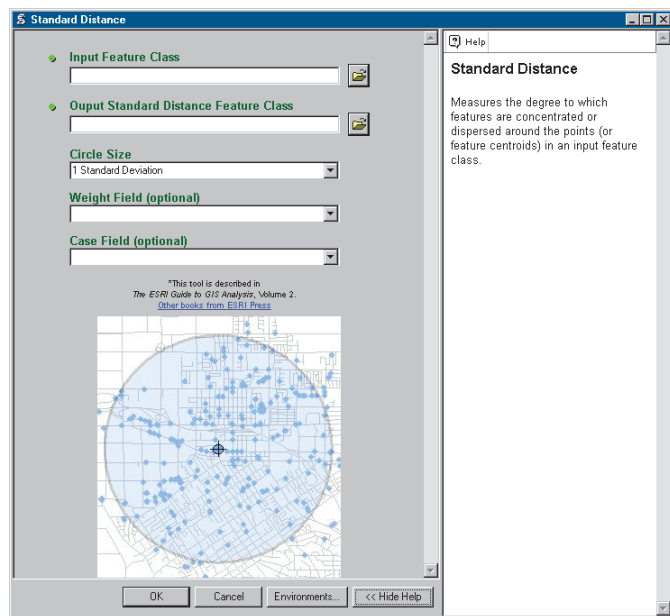 Standard Distance
Input Feature Class
Ouput Standard Distance Feature Class
Circle Size
1 Standard Deviation
Weight Field (optional)
Case Field (optional)
*This tool is described in
The ESRI Guide to GIS Analysis, Volume 2.
Other books from ESRI Press
OK
Cancel
Environments...
<< Hide Help
Help
Standard Distance
Measures the degree to which
features are concentrated or
dispersed around the points (or
feature centroids) in an input feature
class.